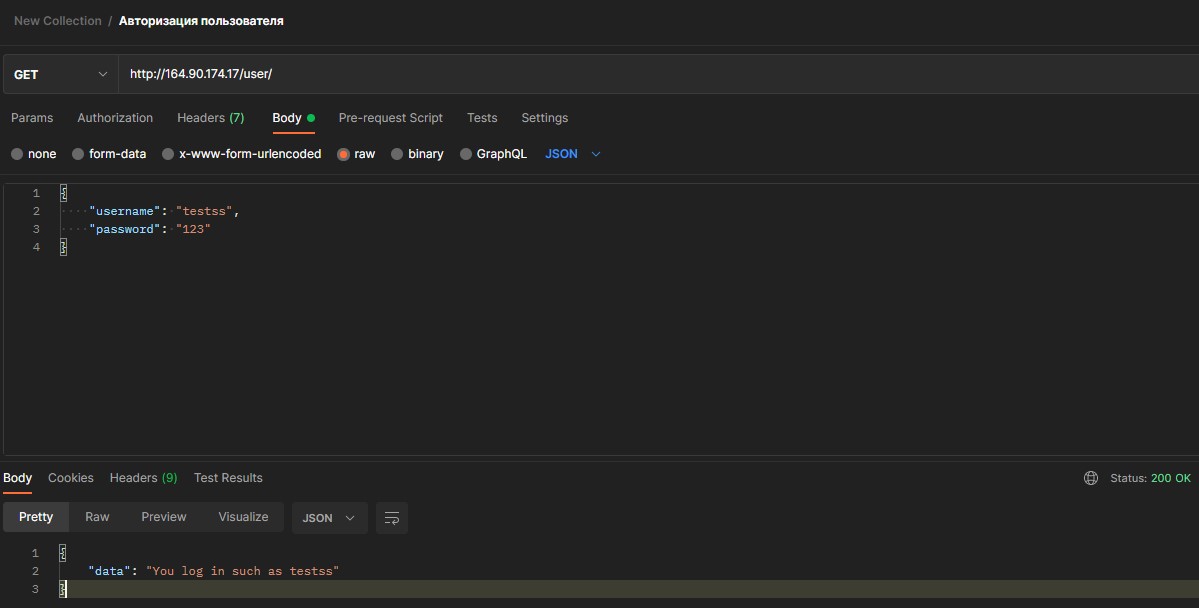 New Collection / Авторизация пользователя
GET http://164.90.174.17/user/
Params Authorization Headers (7) Body Pre-request Script Tests Settings
none form-data x-www-form-urlencoded raw binary GraphQL JSON
1 {
2 "username": "testss",
3 "password": "123"
4 }
Body Cookies Headers (9) Test Results Status: 200 OK
Pretty Raw Preview Visualize JSON
1 {
2 "data": "You log in such as testss"
3 }